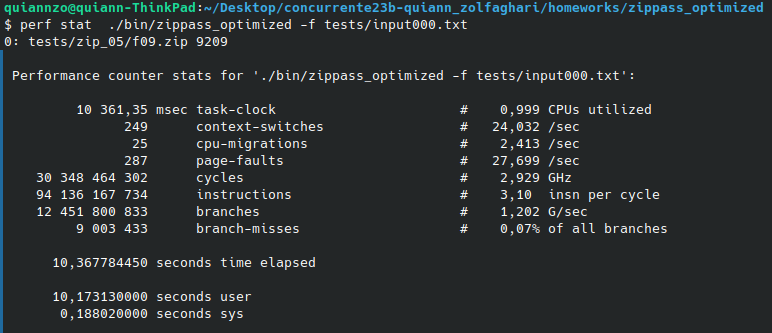 quiannzo@quiann-ThinkPad:~/Desktop/concurrente23b-quiann_zolfaghari/homeworks/zippass_optimized
$ perf stat  ./bin/zippass_optimized -f tests/input000.txt
0: tests/zip_05/f09.zip 9209
Performance counter stats for './bin/zippass_optimized -f tests/input000.txt':
10 361,35 msec task-clock # 0,999 CPUs utilized
249 context-switches # 24,032 /sec
25 cpu-migrations # 2,413 /sec
287 page-faults # 27,699 /sec
30 348 464 302 cycles # 2,929 GHz
94 136 167 734 instructions # 3,10 insn per cycle
12 451 800 833 branches # 1,202 G/sec
9 003 433 branch-misses # 0,07% of all branches
10,367784450 seconds time elapsed
10,173130000 seconds user
0,188020000 seconds sys